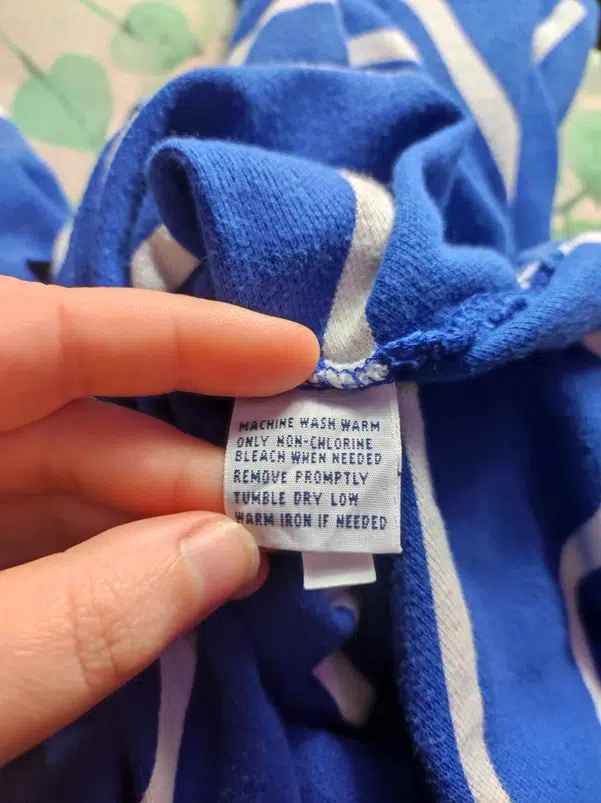 MACHINE WASH WARM
ONLY NON-CHLORINE
BLEACH WHEN NEEDED
REMOVE PROMPTLY
TUMBLE DRY LOW
WARM IRON IF NEEDED